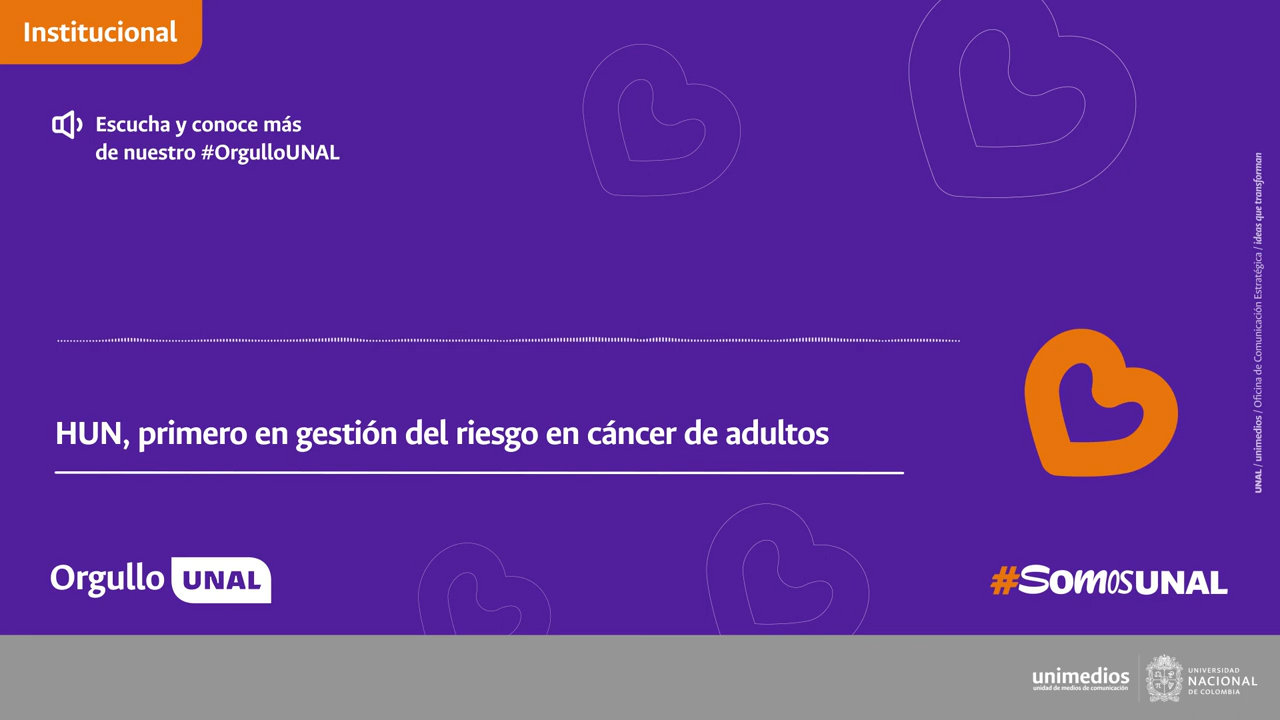 Institucional
Escucha y conoce más
de nuestro #OrgulloUNAL
UNAL / unimedios / Oficina de Comunicación Estratégica / ideas que transforman
HUN, primero en gestión del riesgo en cáncer de adultos
Orgullo UNAL
#SomosUNAL
unimedios
unidad de medios de comunicación
UNIVERSIDAD
NACIONAL
DE COLOMBIA